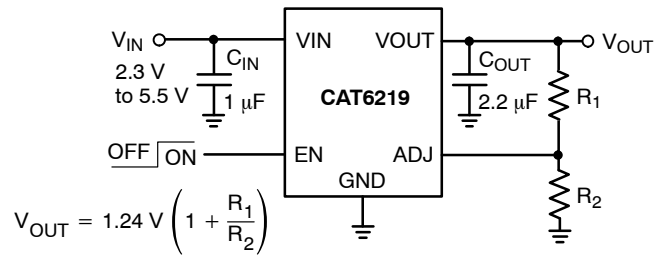 V_IN
2.3 V
to 5.5 V
C_IN
1 μF
VIN
VOUT
CAT6219
EN
ADJ
GND
C_OUT
2.2 μF
V_OUT
R_1
R_2
OFF ON
V_OUT = 1.24 V (1 + R_1/R_2)